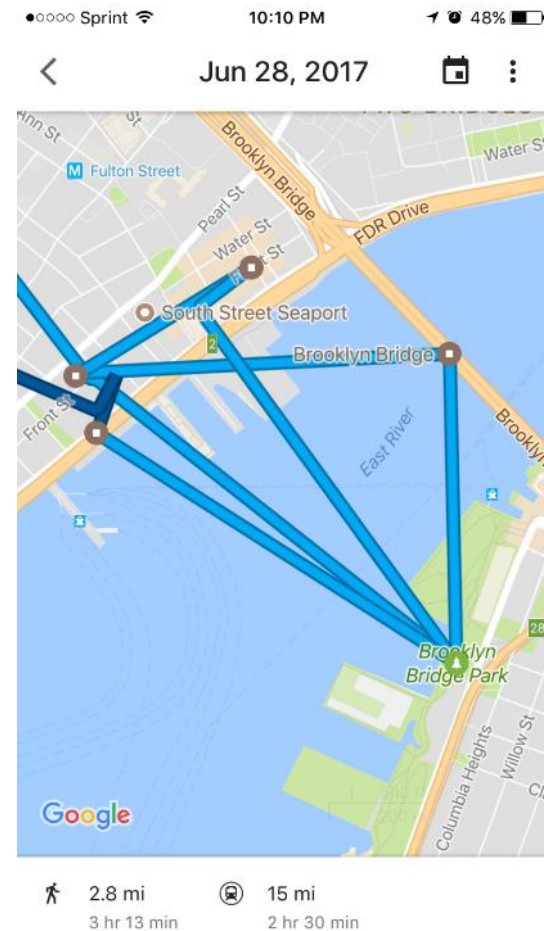 Sprint
10:10 PM
48%
Jun 28, 2017
Ann St
St
Brooklyn Bridge
Water S
M Fulton Street
Pearl St
Water St
FDR Drive
St
South Street Seaport
2
Brooklyn Bridge
Front St
East River
Brooklyn
28
Brooklyn
Bridge Park
Willow St
Columbia Heights
Google
2.8 mi
15 mi
3 hr 13 min
2 hr 30 min